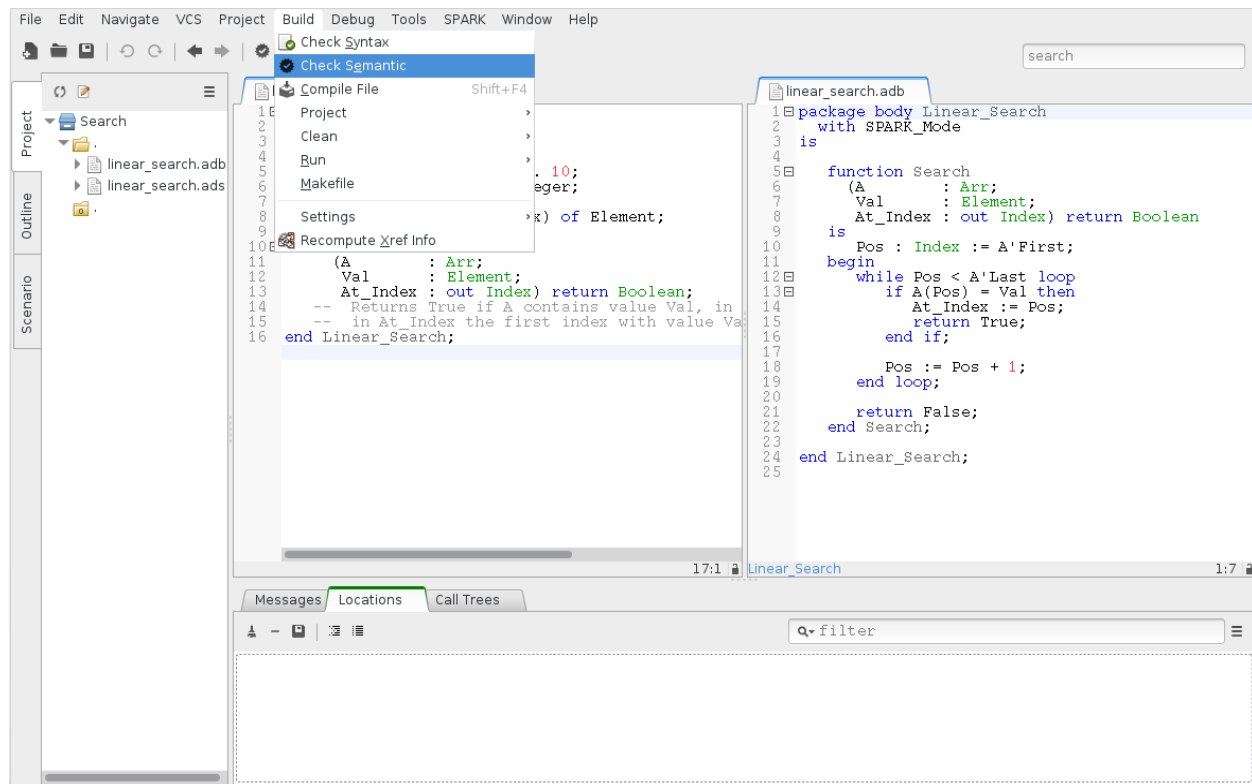 File Edit Navigate VCS Project Build Debug Tools SPARK Window Help
search
Check Syntax
Check Semantic
Compile File Shift+F4
Project
Clean
Run
Makefile
Settings
Recompute Xref Info
Project
Outline
Scenario
Search
.
linear_search.adb
linear_search.ads
.
1
2
3
4
5 . 10;
6 eger;
7
8 x) of Element;
9
10
11 (A : Arr;
12 Val : Element;
13 At_Index : out Index) return Boolean;
14 -- Returns True if A contains value Val, in
15 -- in At_Index the first index with value Va
16 end Linear_Search;
17:1
linear_search.adb
1 package body Linear_Search
2 with SPARK_Mode
3 is
4
5 function Search
6 (A : Arr;
7 Val : Element;
8 At_Index : out Index) return Boolean
9 is
10 Pos : Index := A'First;
11 begin
12 while Pos < A'Last loop
13 if A(Pos) = Val then
14 At_Index := Pos;
15 return True;
16 end if;
17
18 Pos := Pos + 1;
19 end loop;
20
21 return False;
22 end Search;
23
24 end Linear_Search;
25
Linear_Search 1:7
Messages Locations Call Trees
filter